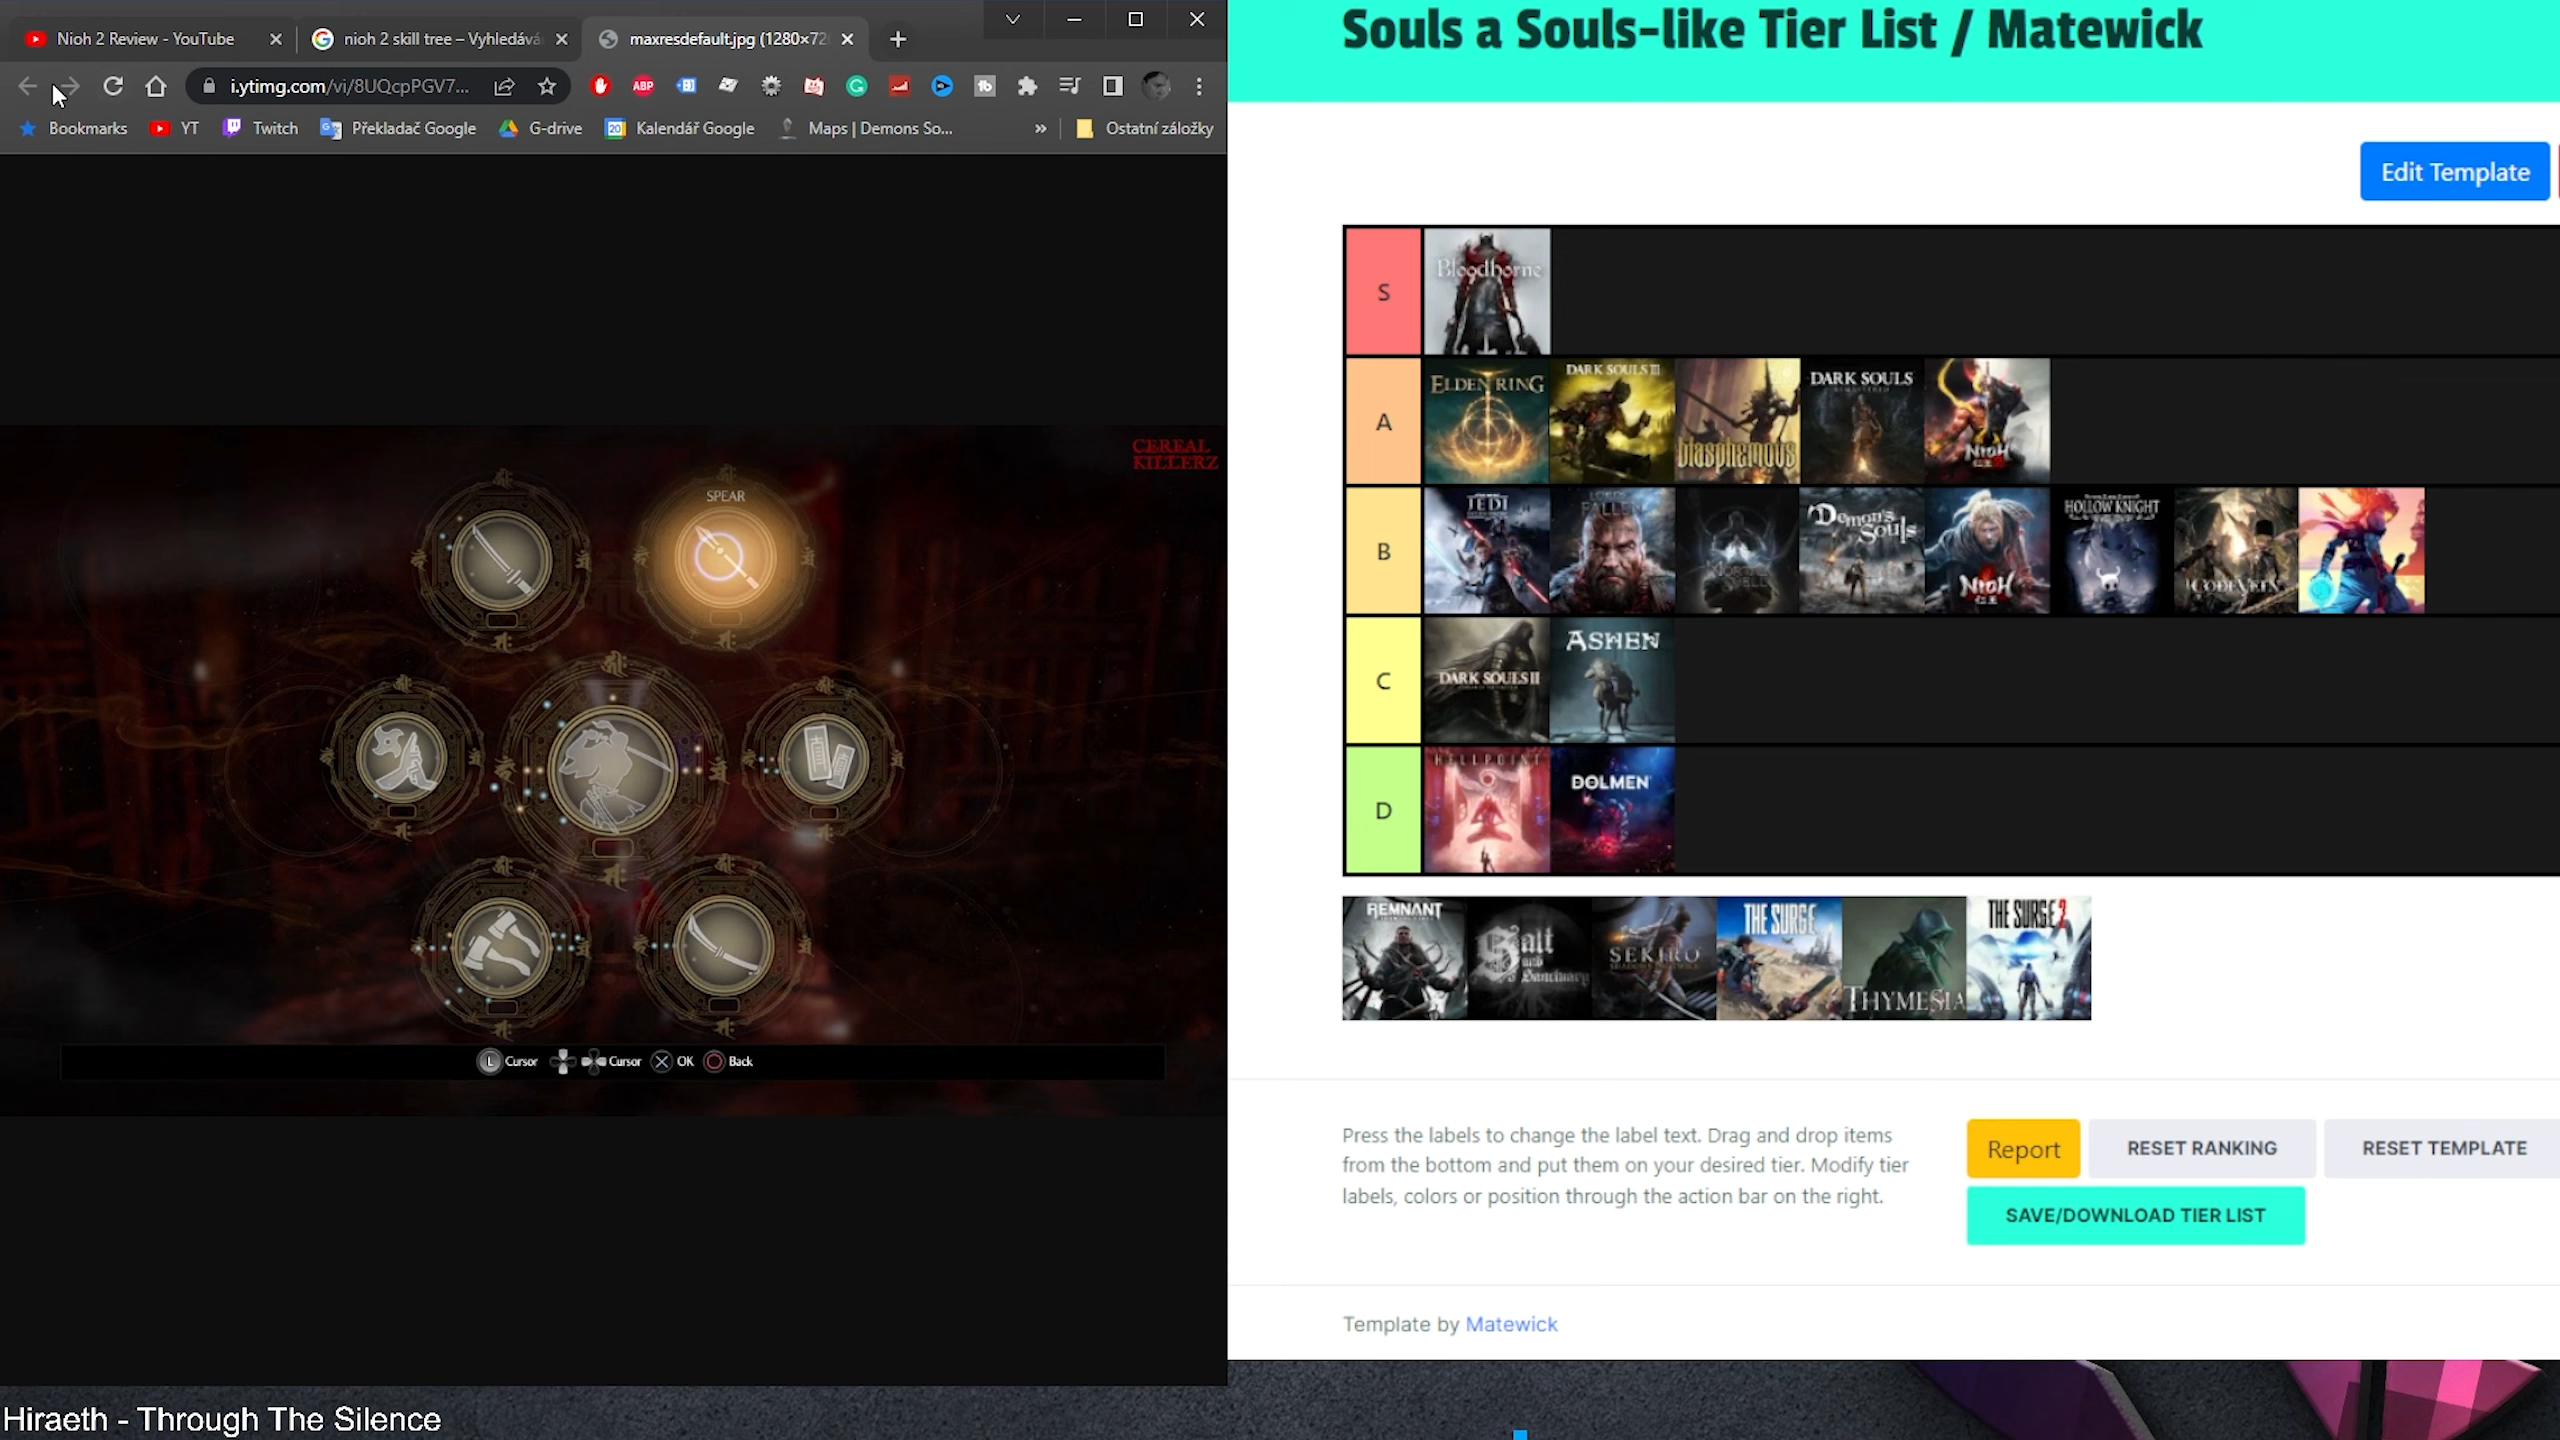 Nioh 2 Review - YouTube
nioh 2 skill tree – Vyhledává
maxresdefault.jpg (1280×72
i.ytimg.com/vi/8UQcpPGV7...
ABP
Bookmarks
YT
Twitch
Překladač Google
G-drive
20
Kalendář Google
Maps | Demons So...
»
Ostatní záložky
CEREAL
KILLERZ
SPEAR
L Cursor
Cursor
OK
Back
Hiraeth - Through The Silence
Souls a Souls-like Tier List / Matewick
Edit Template
S
Bloodborne
A
ELDEN RING
DARK SOULS III
blasphemous
DARK SOULS
REMASTERED
NIOH
B
JEDI
LORDS
FALLEN
MORTAL
SHELL
Demon's
Souls
NIOH
HOLLOW KNIGHT
CODE VEIN
C
DARK SOULS II
ASHEN
D
HELLPOINT
DOLMEN
REMNANT
Salt
and
Sanctuary
SEKIRO
THE SURGE
THYMESIA
THE SURGE 2
Press the labels to change the label text. Drag and drop items
from the bottom and put them on your desired tier. Modify tier
labels, colors or position through the action bar on the right.
Report
RESET RANKING
RESET TEMPLATE
SAVE/DOWNLOAD TIER LIST
Template by Matewick